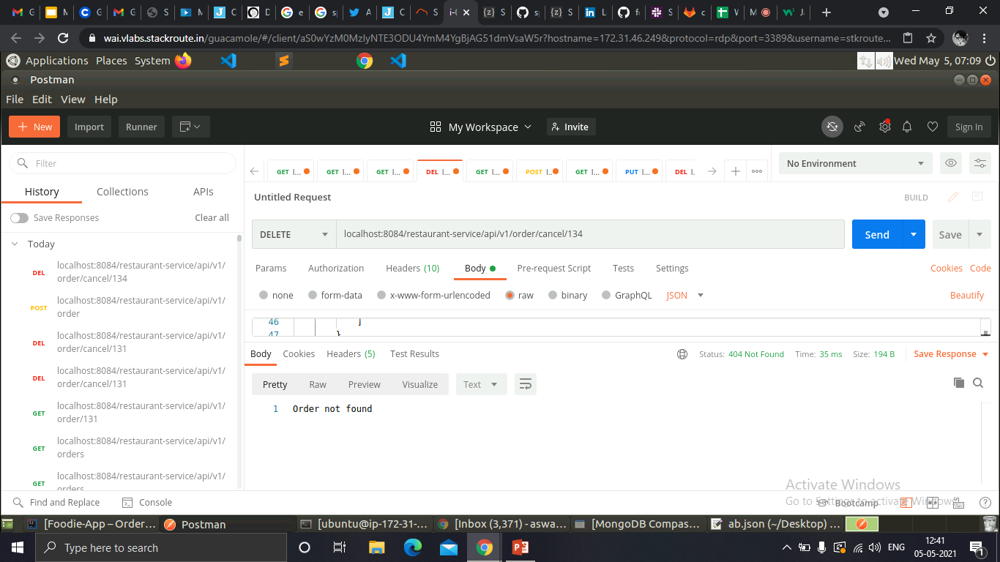 G
M
G
G
S
M
C
D
e
s
A
C
S
i-
S
s
S
L
f
S
c
W
M
Ja
wai.vlabs.stackroute.in/guacamole/#/client/aS0wYzM0MzIyNTE3ODU4YmM4YgBjAG51dmVsaW5r?hostname=172.31.46.249&protocol=rdp&port=3389&username=stkroute...
Applications Places System
Wed May 5, 07:09
Postman
File Edit View Help
New Import Runner
My Workspace
Invite
Sign In
Filter
GET l...
GET l...
GET l...
DEL l...
GET l...
POST l...
GET l...
PUT l...
DEL l.
No Environment
History Collections APIs
Untitled Request
BUILD
Save Responses
Clear all
DELETE
localhost:8084/restaurant-service/api/v1/order/cancel/134
Send
Save
Today
DEL
localhost:8084/restaurant-service/api/v1/
order/cancel/134
POST
localhost:8084/restaurant-service/api/v1/
order
DEL
localhost:8084/restaurant-service/api/v1/
order/cancel/131
DEL
localhost:8084/restaurant-service/api/v1/
order/cancel/131
GET
localhost:8084/restaurant-service/api/v1/
order/131
GET
localhost:8084/restaurant-service/api/v1/
orders
GET
localhost:8084/restaurant-service/api/v1/
orders
Params Authorization Headers (10) Body Pre-request Script Tests Settings
Cookies Code
none form-data x-www-form-urlencoded raw binary GraphQL JSON
Beautify
46 ]
47 }
Body Cookies Headers (5) Test Results
Status: 404 Not Found Time: 35 ms Size: 194 B
Save Response
Pretty Raw Preview Visualize Text
1 Order not found
Activate Windows
Go to Settings to activate Windows.
Find and Replace
Console
Bootcamp
[Foodie-App – Order...
Postman
[ubuntu@ip-172-31-...
[Inbox (3,371) - aswa...
[MongoDB Compas...
ab.json (~/Desktop) ...
Type here to search
ENG
12:41
05-05-2021
1